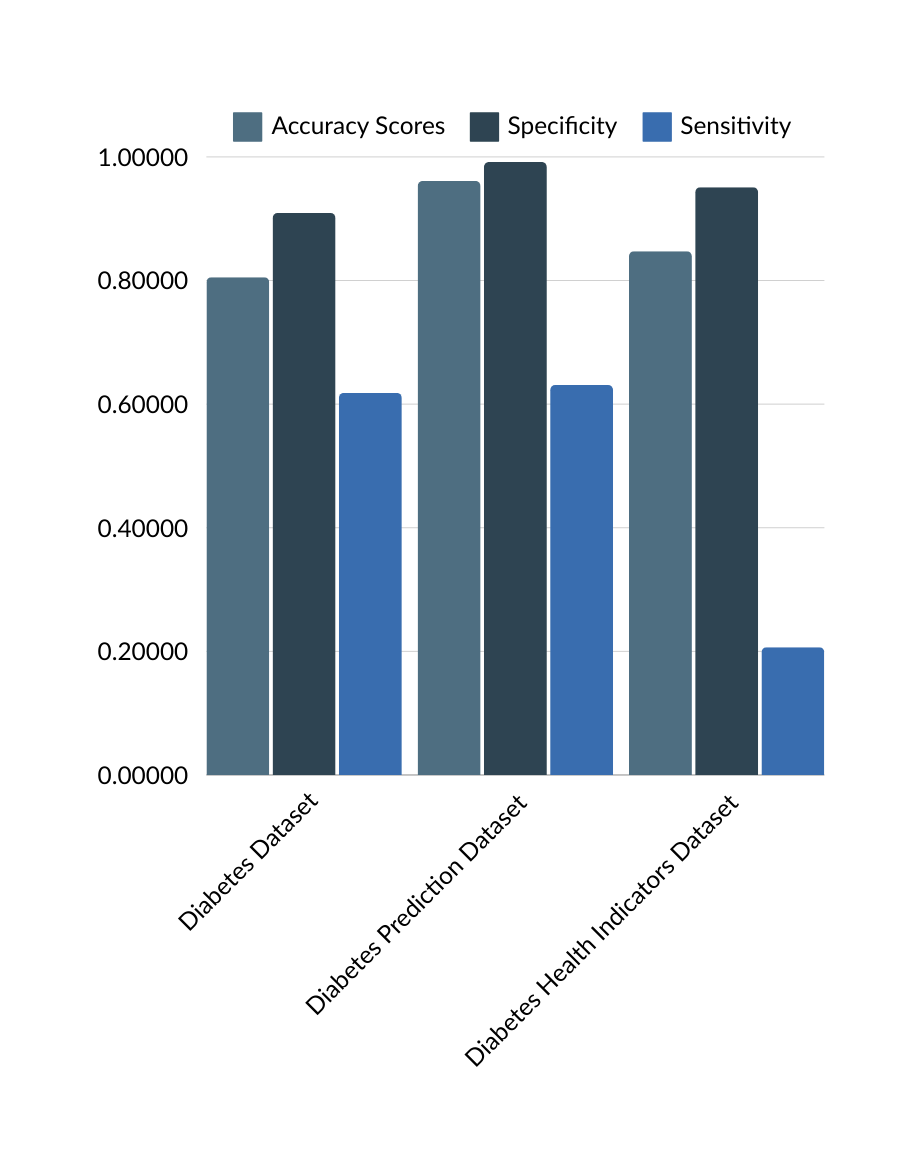 Accuracy Scores Specificity Sensitivity
1.00000
0.80000
0.60000
0.40000
0.20000
0.00000
Diabetes Dataset
Diabetes Prediction Dataset
Diabetes Health Indicators Dataset